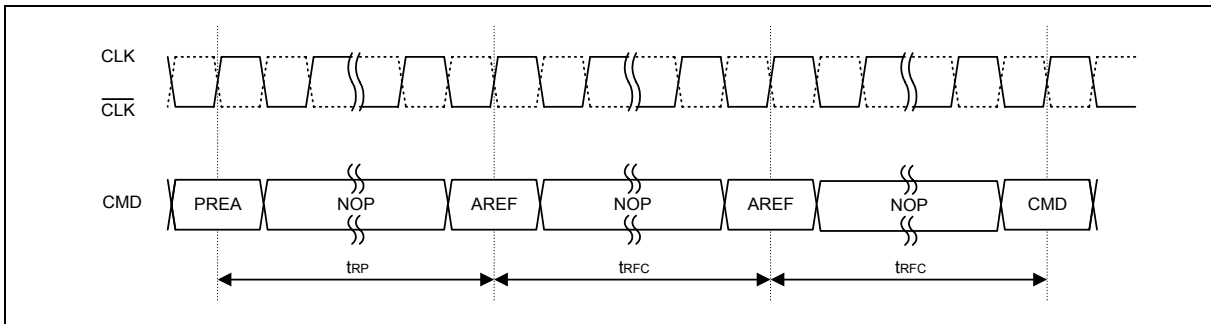 CLK
CLK
CMD PREA NOP AREF NOP AREF NOP CMD
tRP tRFC tRFC